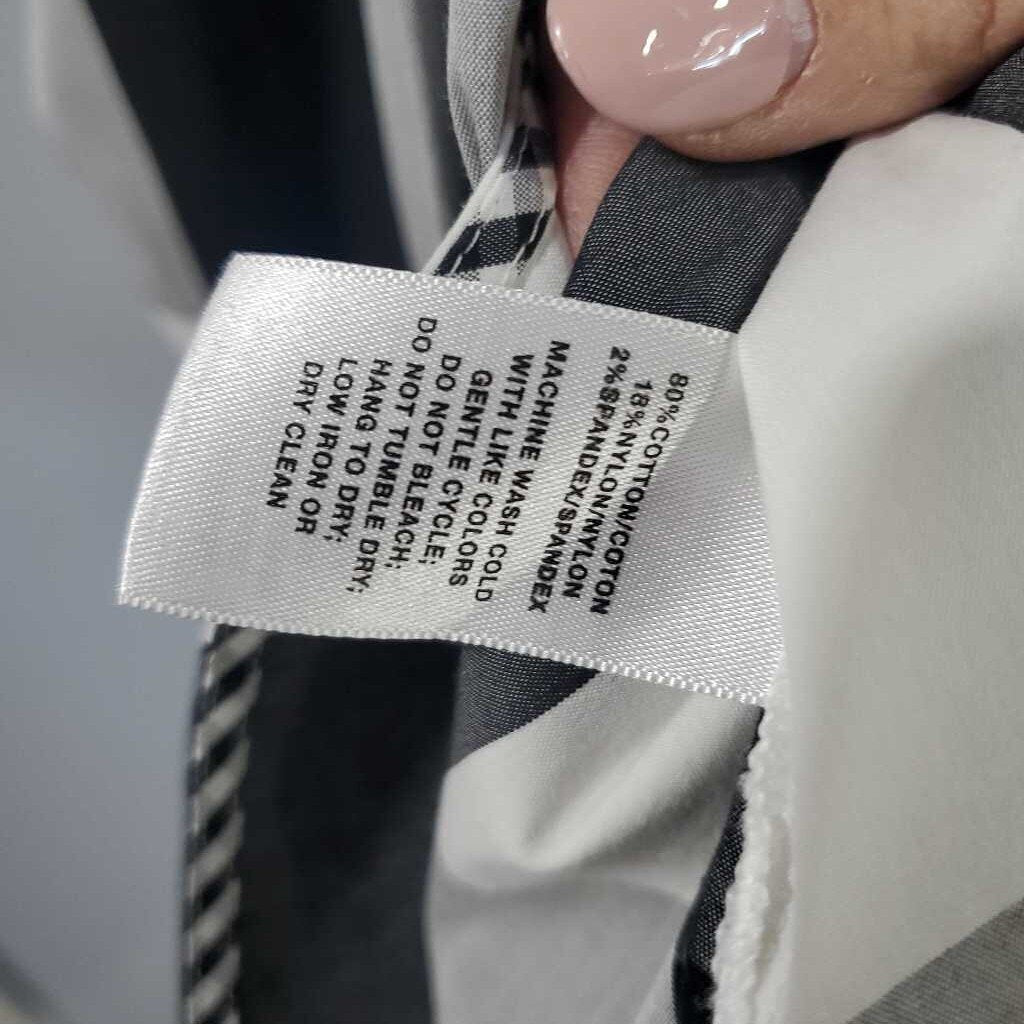 80%COTTON/COTON
18%NYLON/NYLON
2%SPANDEX/SPANDEX
MACHINE WASH COLD
WITH LIKE COLORS
GENTLE CYCLE;
DO NOT BLEACH;
DO NOT TUMBLE DRY;
HANG TO DRY;
LOW IRON OR
DRY CLEAN